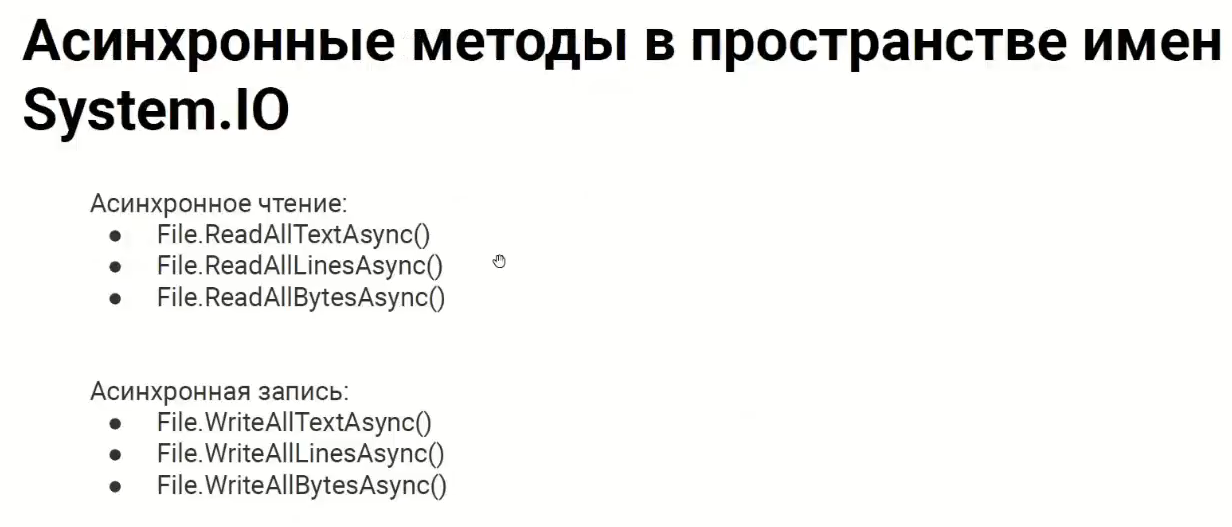 Асинхронные методы в пространстве имен
System.IO
Асинхронное чтение:
● File.ReadAllTextAsync()
● File.ReadAllLinesAsync()
● File.ReadAllBytesAsync()
Асинхронная запись:
● File.WriteAllTextAsync()
● File.WriteAllLinesAsync()
● File.WriteAllBytesAsync()